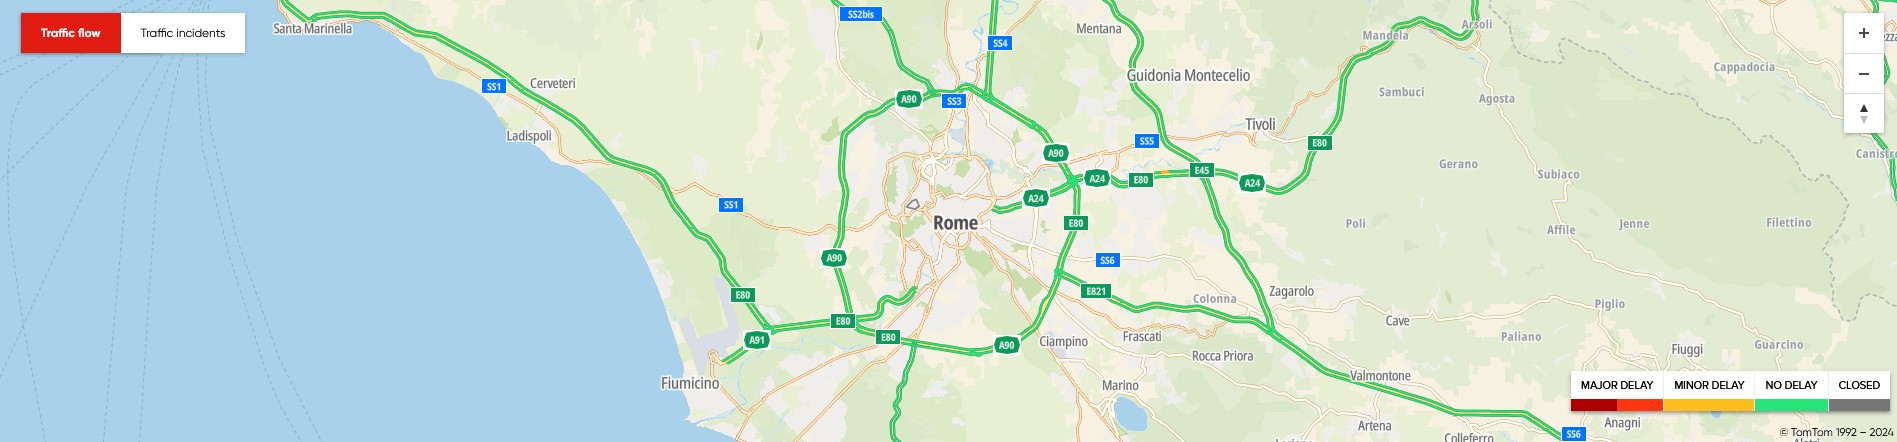 Traffic flow
Traffic incidents
Santa Marinella
SS1
Cerveteri
Ladispoli
SS1
SS2bis
SS4
Mentana
Guidonia Montecelio
A90
SS3
A90
SS5
Tivoli
E80
Mandela
Arsoli
Cappadocia
Sambuci
Agosta
Gerano
Subiaco
Canistro
A24
E80
E45
A24
A24
Rome
E80
Poli
Affile
Jenne
Filettino
A90
SS6
E821
E80
Colonna
Zagarolo
Piglio
E80
A91
E80
A90
Ciampino
Frascati
Rocca Priora
Cave
Paliano
Fiuggi
Guarcino
Fiumicino
Marino
Valmontone
Artena
Colleferro
SS6
Anagni
MAJOR DELAY
MINOR DELAY
NO DELAY
CLOSED
© TomTom 1992 – 2024